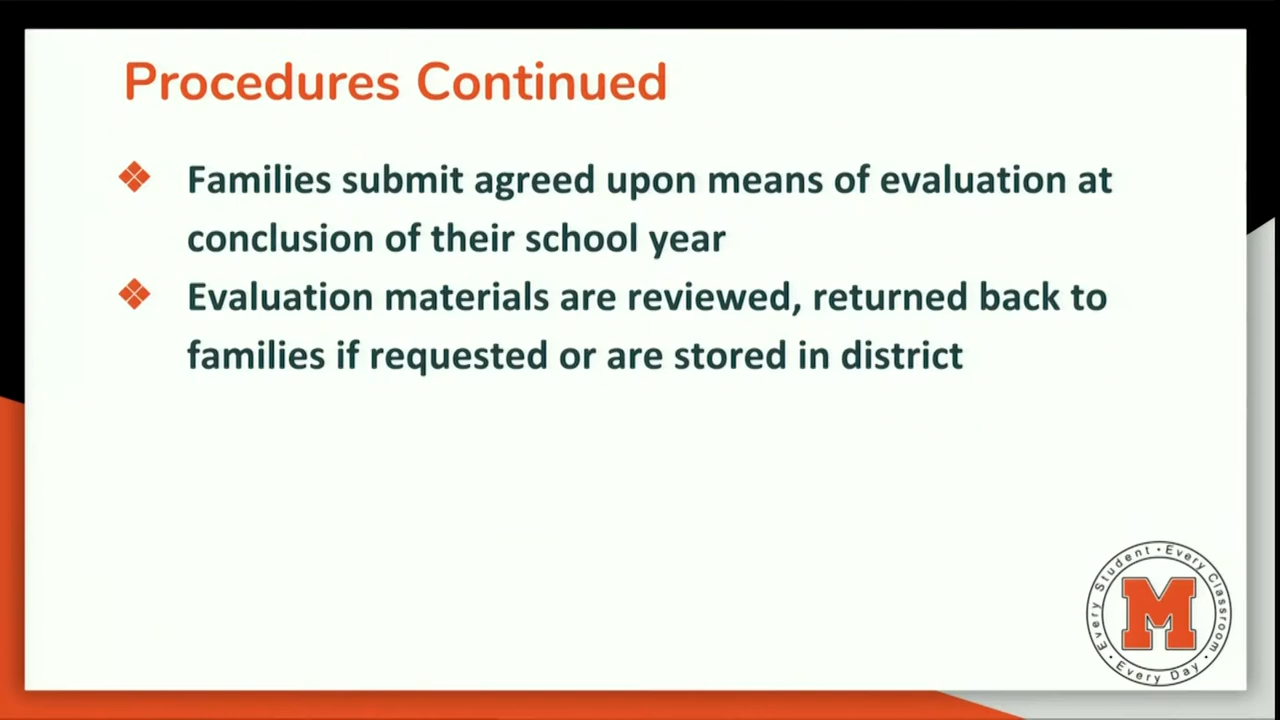 Procedures Continued
❖ Families submit agreed upon means of evaluation at
conclusion of their school year
❖ Evaluation materials are reviewed, returned back to
families if requested or are stored in district
Every Student • Every Classroom • Every Day •
M